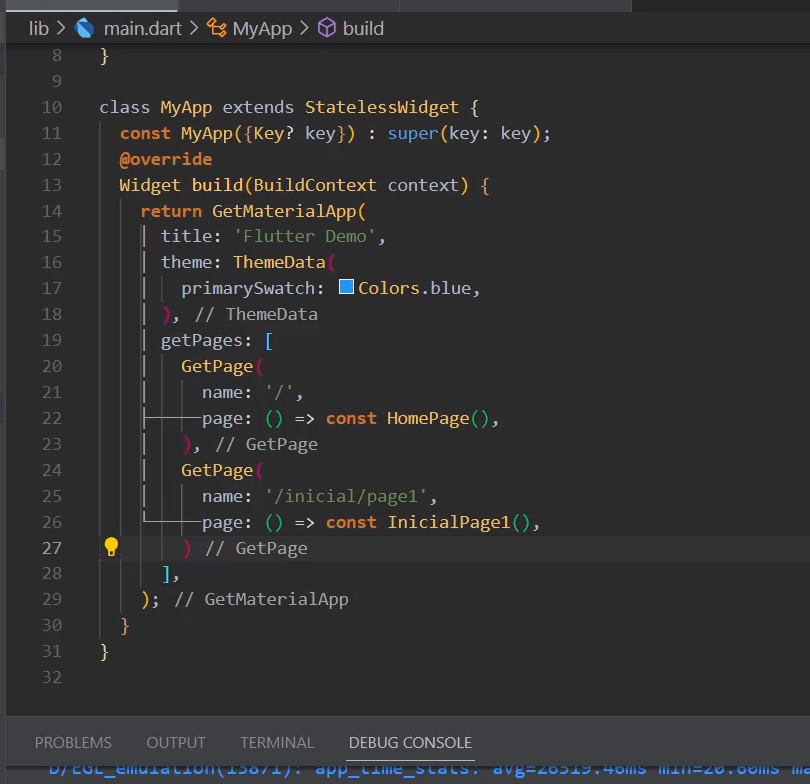 lib > main.dart > MyApp > build
8 }
9
10 class MyApp extends StatelessWidget {
11 const MyApp({Key? key}) : super(key: key);
12 @override
13 Widget build(BuildContext context) {
14 return GetMaterialApp(
15 title: 'Flutter Demo',
16 theme: ThemeData(
17 primarySwatch: Colors.blue,
18 ), // ThemeData
19 getPages: [
20 GetPage(
21 name: '/',
22 page: () => const HomePage(),
23 ), // GetPage
24 GetPage(
25 name: '/inicial/page1',
26 page: () => const InicialPage1(),
27 ) // GetPage
28 ],
29 ); // GetMaterialApp
30 }
31 }
32
PROBLEMS OUTPUT TERMINAL DEBUG CONSOLE
D/EGL_emulation(13871): app_time_stats: avg=26519.46ms min=20.60ms